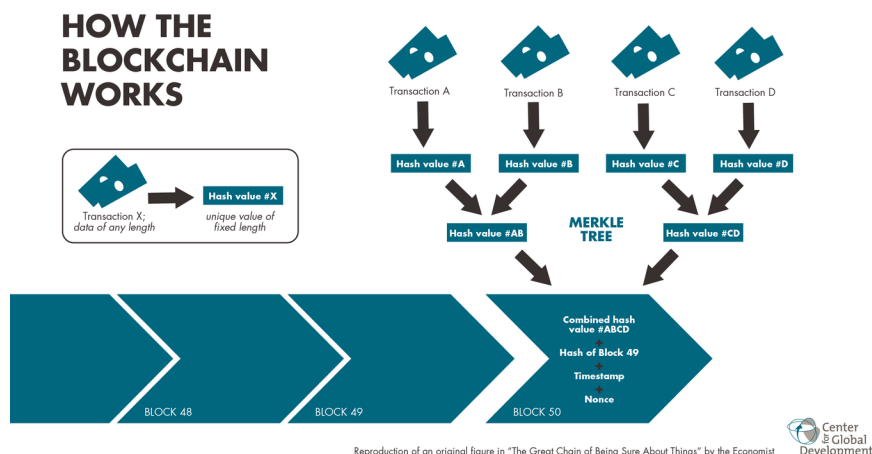 HOW THE
BLOCKCHAIN
WORKS
Transaction A
Transaction B
Transaction C
Transaction D
Hash value #A
Hash value #B
Hash value #C
Hash value #D
Hash value #X
Transaction X;
data of any length
unique value of
fixed length
Hash value #AB
MERKLE
TREE
Hash value #CD
Combined hash
value #ABCD
+
Hash of Block 49
+
Timestamp
+
Nonce
BLOCK 48
BLOCK 49
BLOCK 50
Center
for Global
Development
Reproduction of an original figure in "The Great Chain of Being Sure About Things" by the Economist